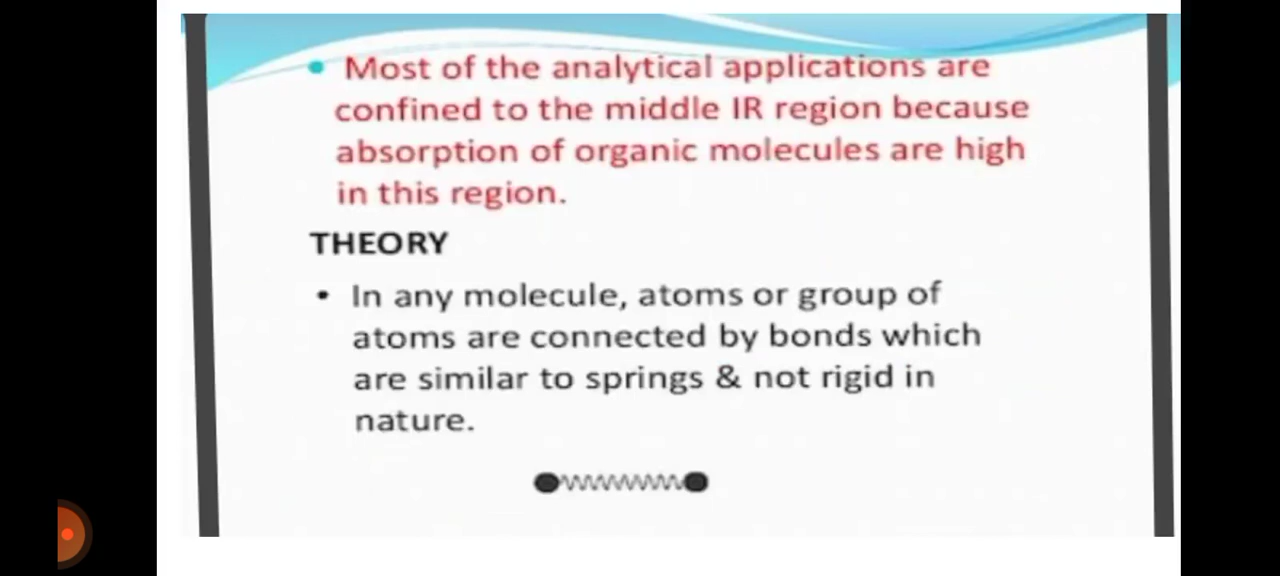 • Most of the analytical applications are
confined to the middle IR region because
absorption of organic molecules are high
in this region.
THEORY
• In any molecule, atoms or group of
atoms are connected by bonds which
are similar to springs & not rigid in
nature.